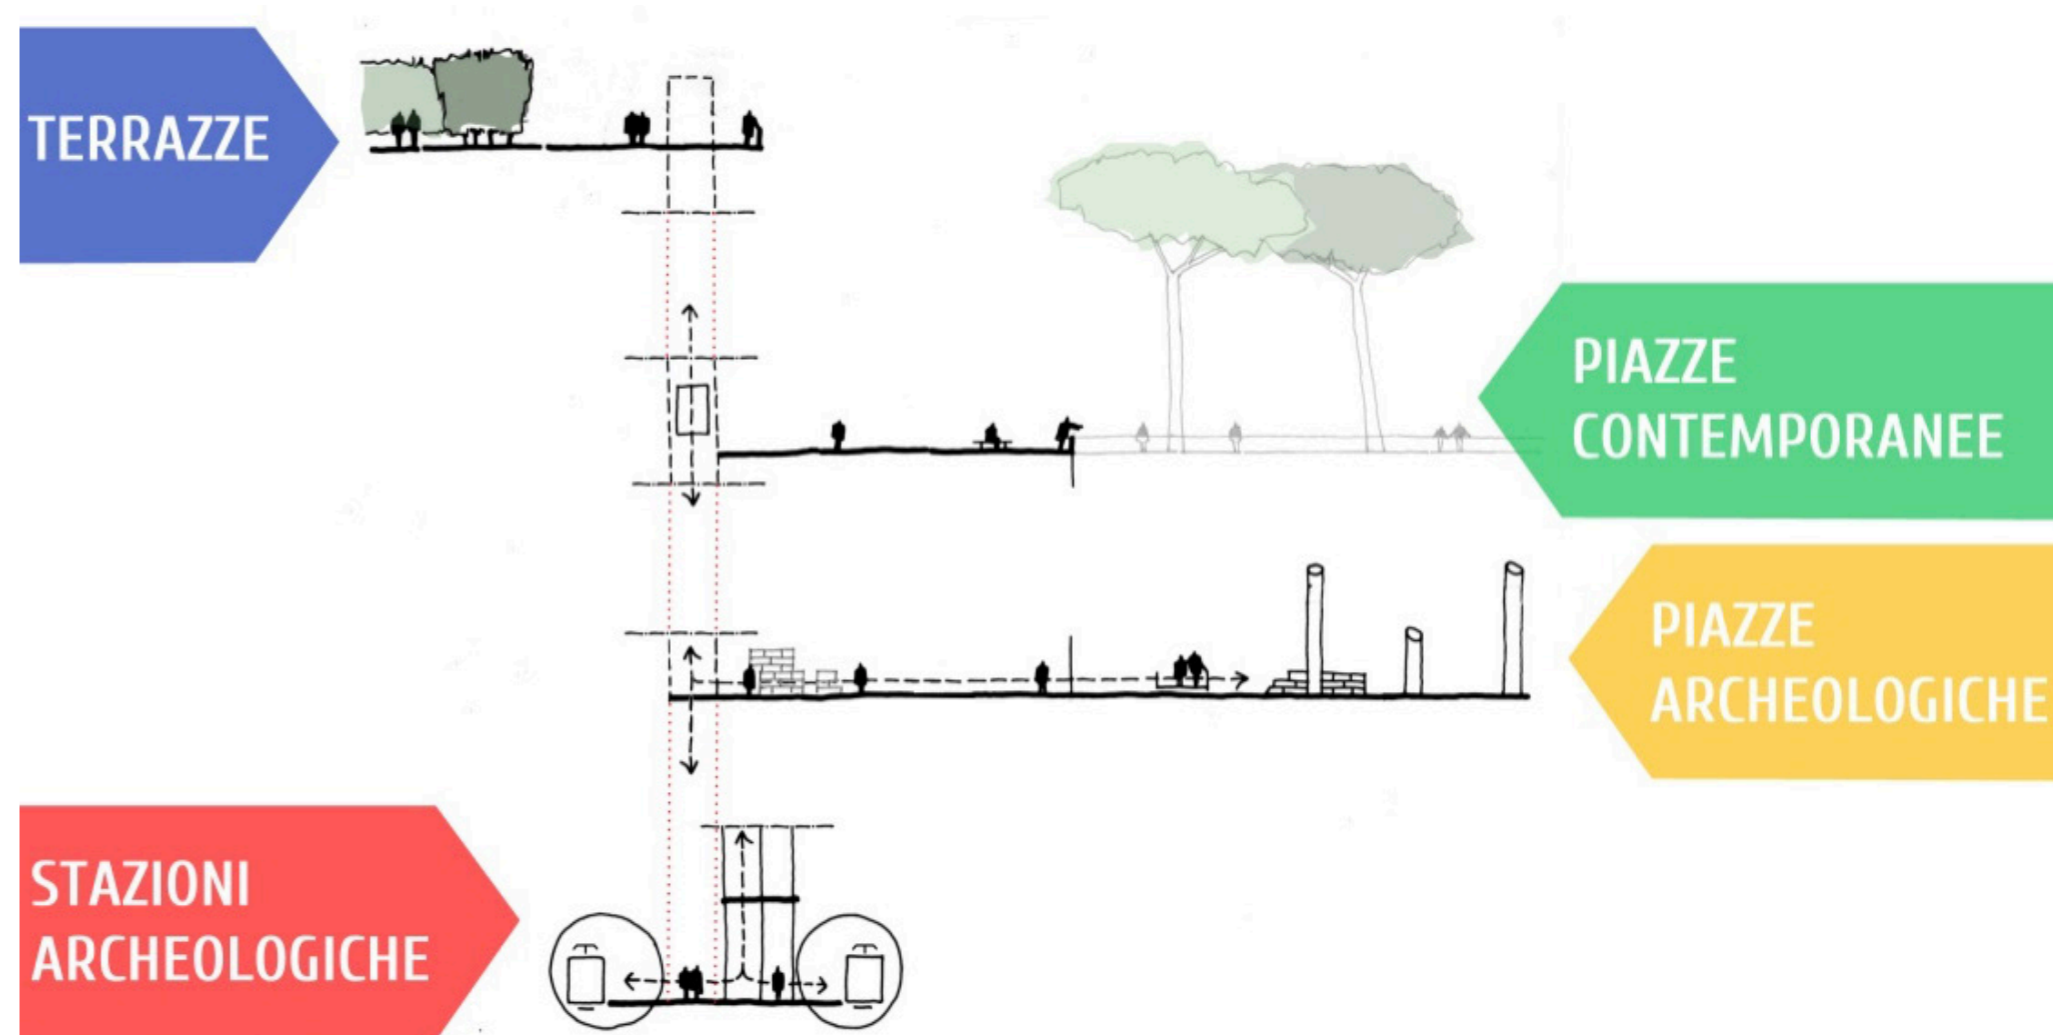 TERRAZZE
PIAZZE
CONTEMPORANEE
PIAZZE
ARCHEOLOGICHE
STAZIONI
ARCHEOLOGICHE